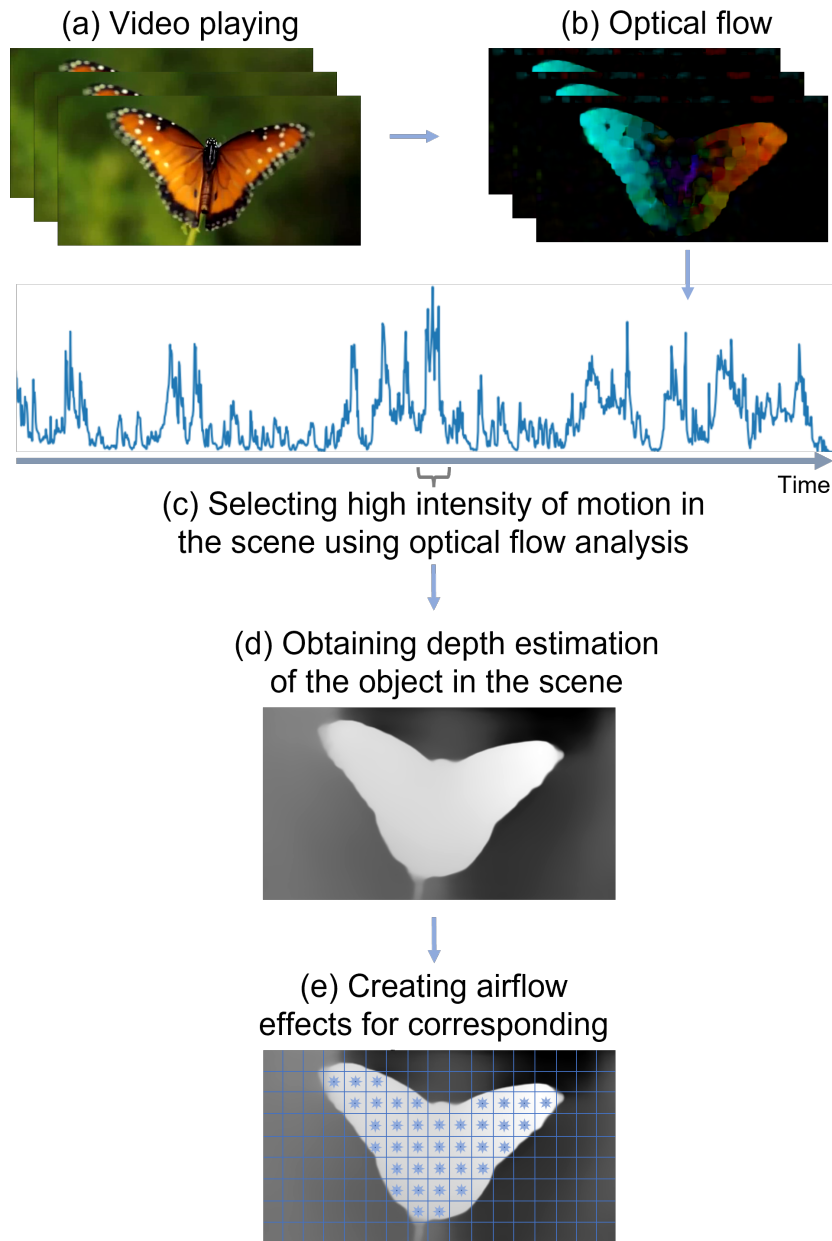 (a) Video playing
(b) Optical flow
Time
(c) Selecting high intensity of motion in
the scene using optical flow analysis
(d) Obtaining depth estimation
of the object in the scene
(e) Creating airflow
effects for corresponding